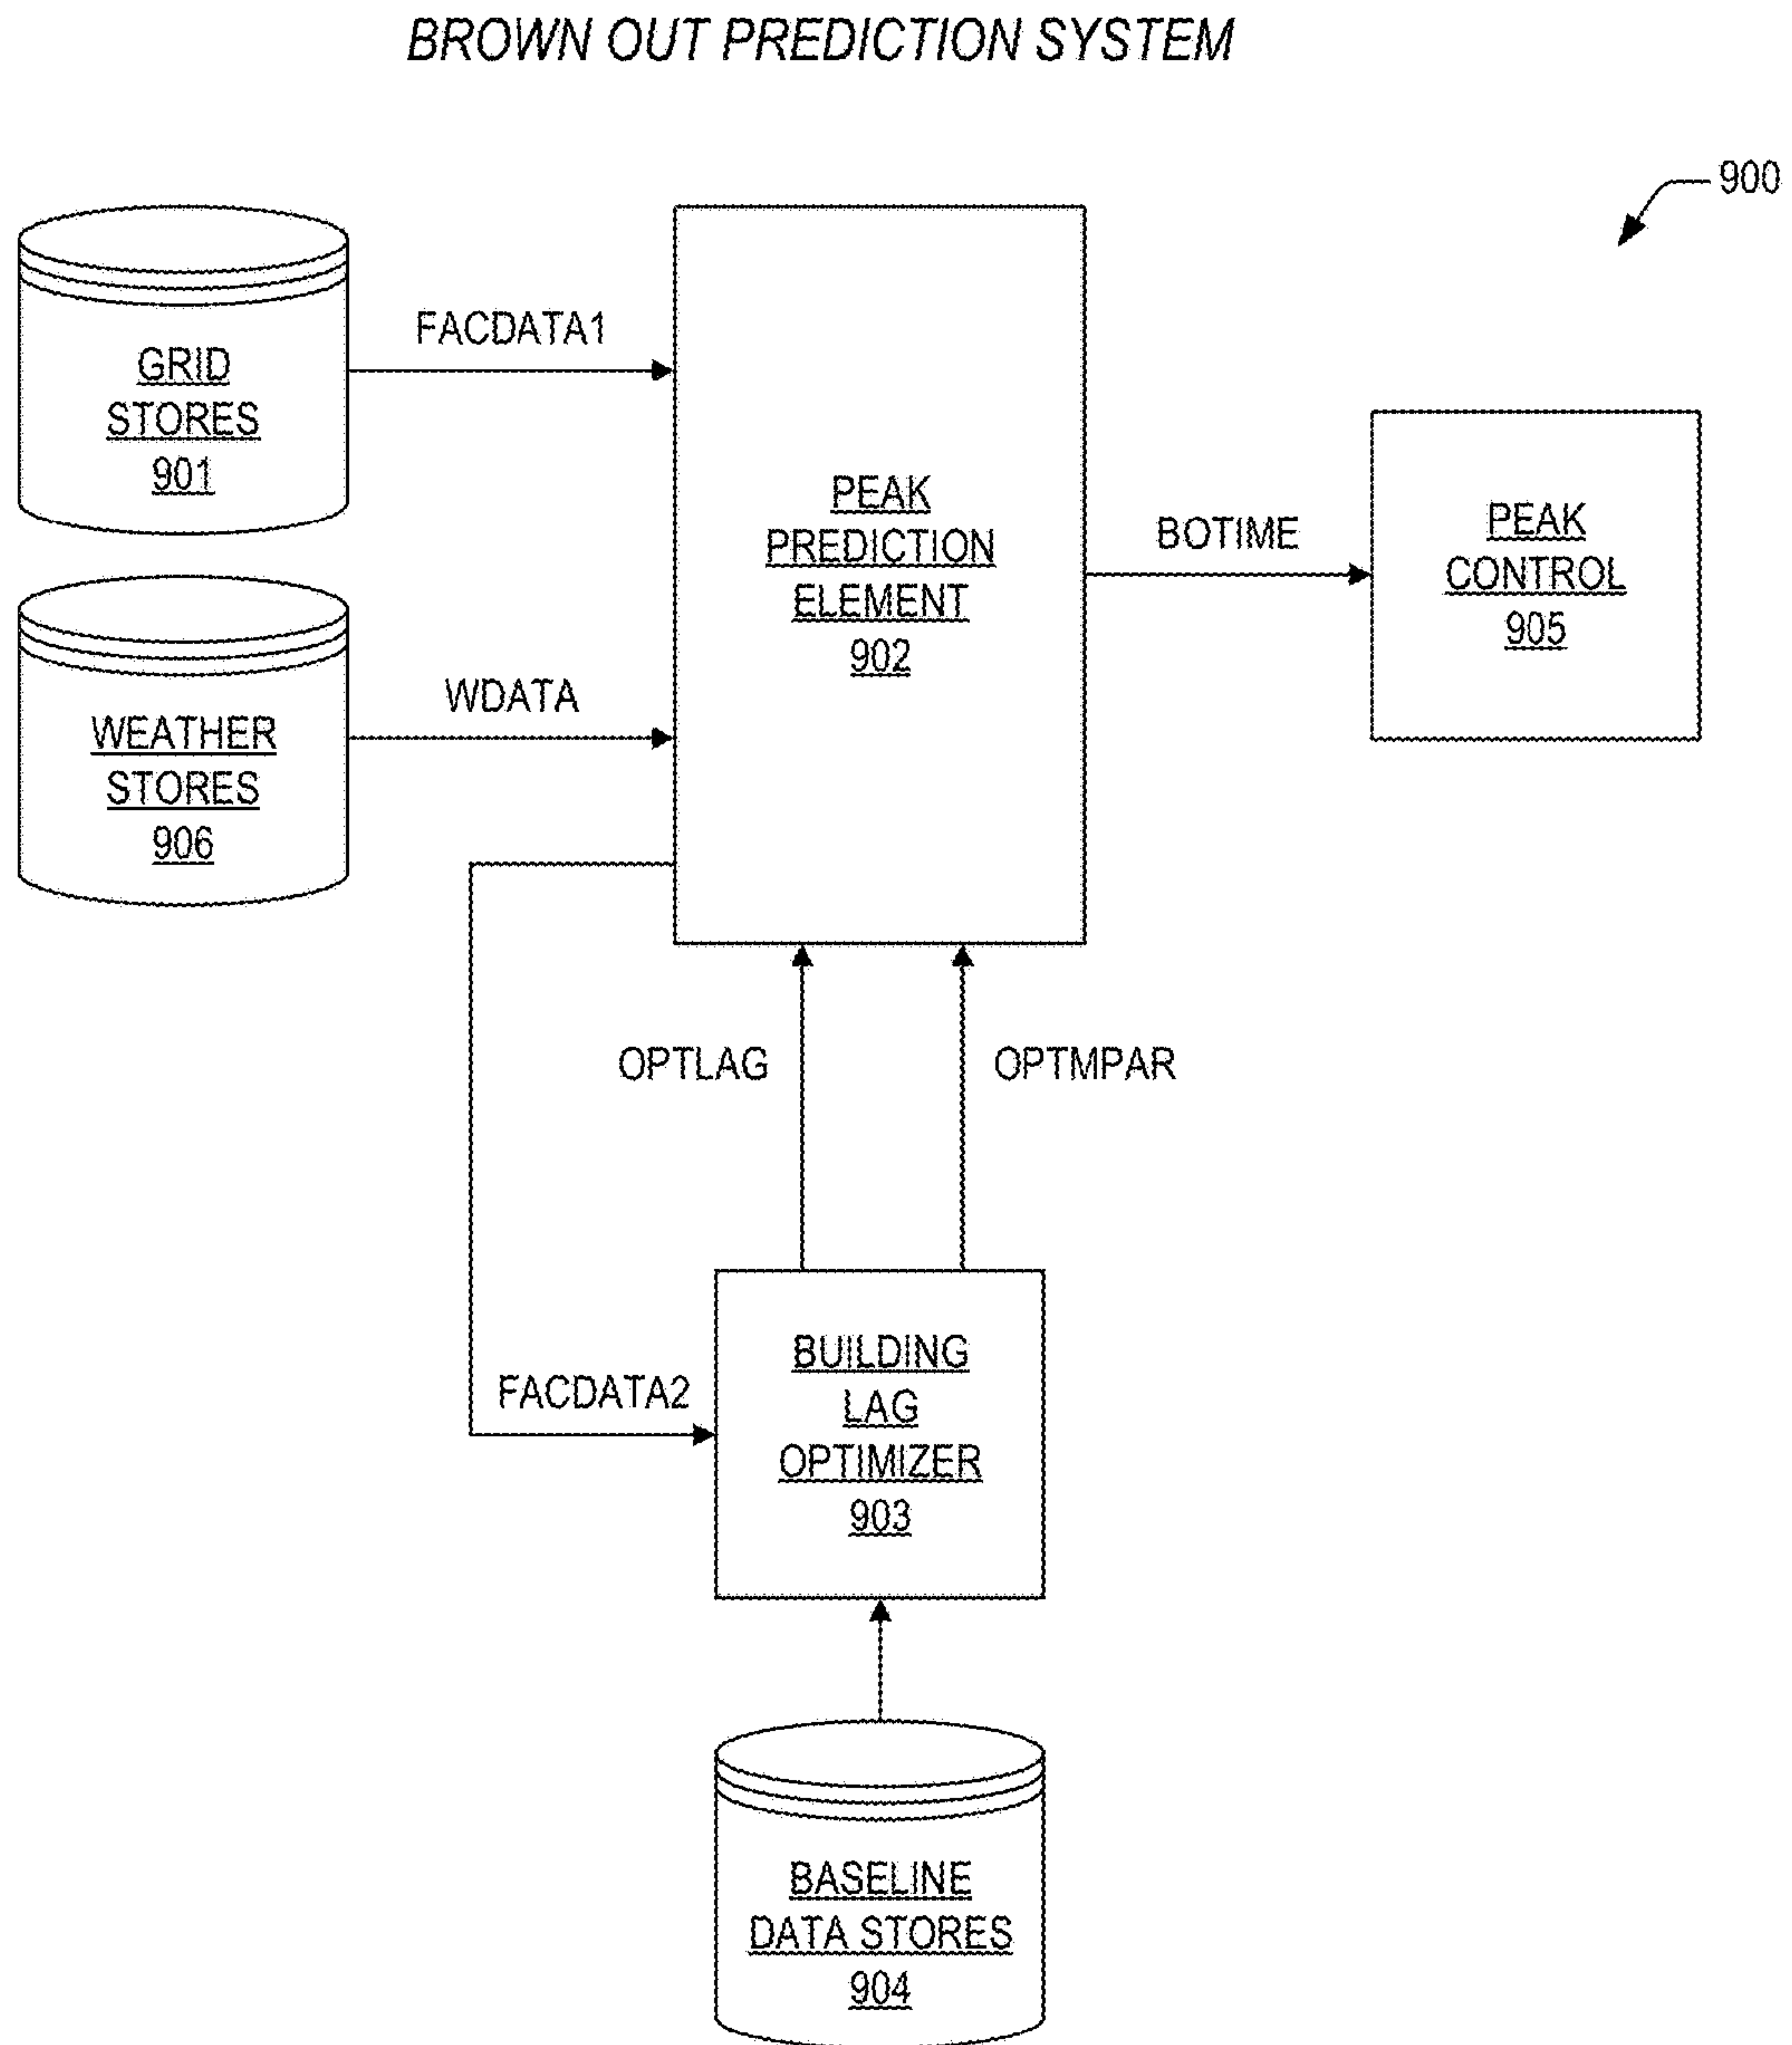 BROWN OUT PREDICTION SYSTEM
900
GRID
STORES
901
FACDATA1
PEAK
PREDICTION
ELEMENT
902
BOTIME
PEAK
CONTROL
905
WEATHER
STORES
906
WDATA
OPTLAG
OPTMPAR
FACDATA2
BUILDING
LAG
OPTIMIZER
903
BASELINE
DATA STORES
904